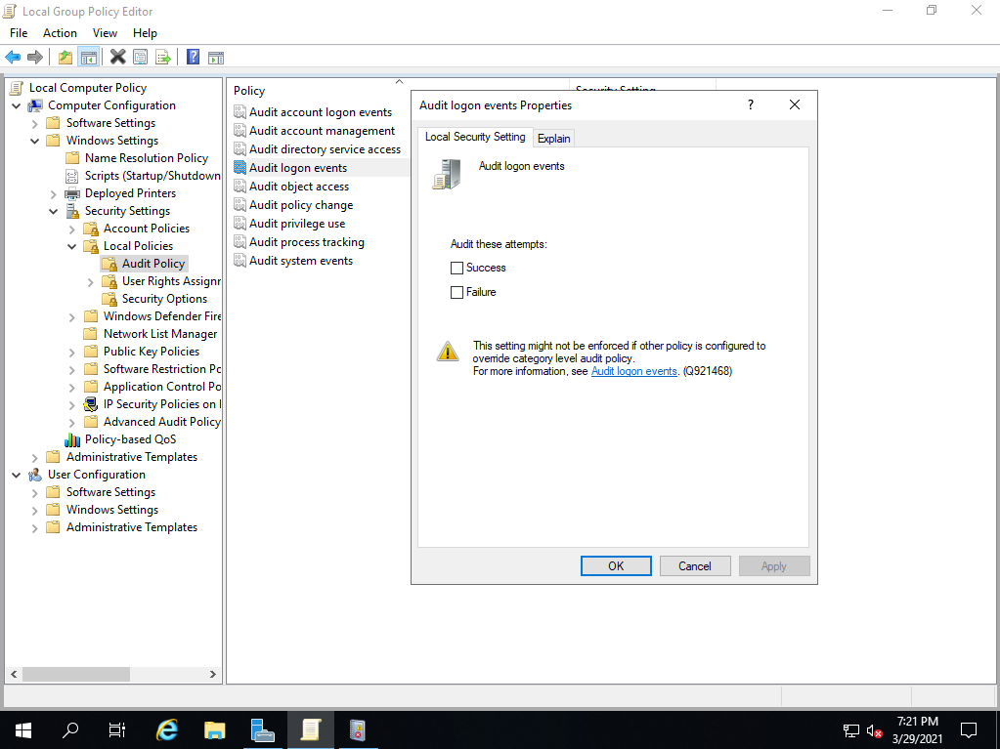 Local Group Policy Editor
File Action View Help
Local Computer Policy
Computer Configuration
Software Settings
Windows Settings
Name Resolution Policy
Scripts (Startup/Shutdown
Deployed Printers
Security Settings
Account Policies
Local Policies
Audit Policy
User Rights Assignr
Security Options
Windows Defender Fire
Network List Manager
Public Key Policies
Software Restriction Po
Application Control Po
IP Security Policies on l
Advanced Audit Policy
Policy-based QoS
Administrative Templates
User Configuration
Software Settings
Windows Settings
Administrative Templates
Policy
Security Setting
Audit account logon events
Audit account management
Audit directory service access
Audit logon events
Audit object access
Audit policy change
Audit privilege use
Audit process tracking
Audit system events
Audit logon events Properties
?
Local Security Setting Explain
Audit logon events
Audit these attempts:
Success
Failure
This setting might not be enforced if other policy is configured to
override category level audit policy.
For more information, see Audit logon events. (Q921468)
OK Cancel Apply
7:21 PM
3/29/2021